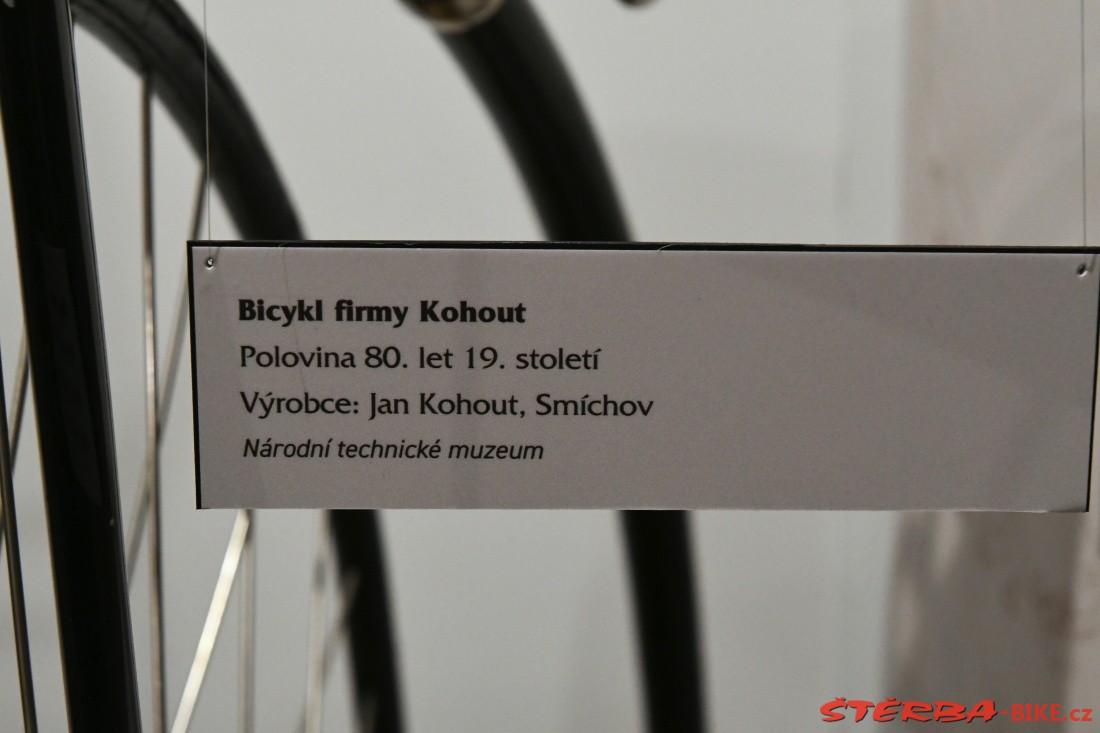 Bicykl firmy Kohout
Polovina 80. let 19. století
Výrobce: Jan Kohout, Smíchov
Národní technické muzeum
ŠTĚRBA-BIKE.cz